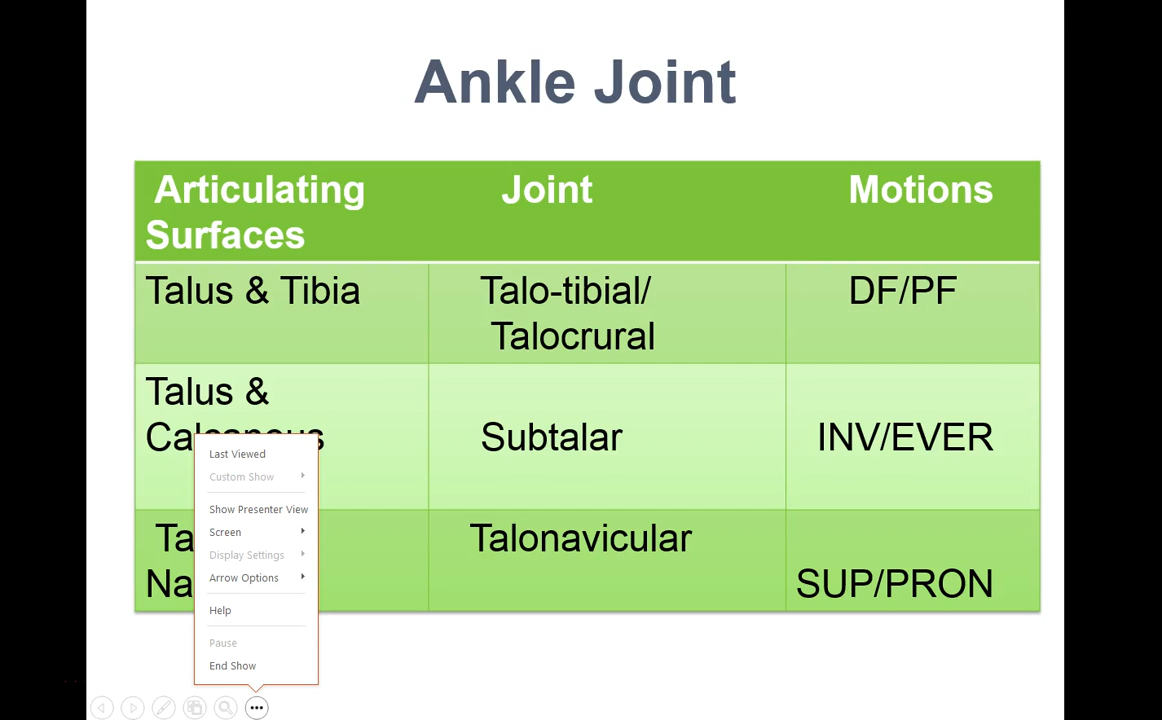 Ankle Joint
Articulating
Surfaces
Joint
Motions
Talus & Tibia
Talo-tibial/
Talocrural
DF/PF
Talus &
Subtalar
INV/EVER
Talonavicular
SUP/PRON
Last Viewed
Custom Show
Show Presenter View
Screen
Display Settings
Arrow Options
Help
Pause
End Show